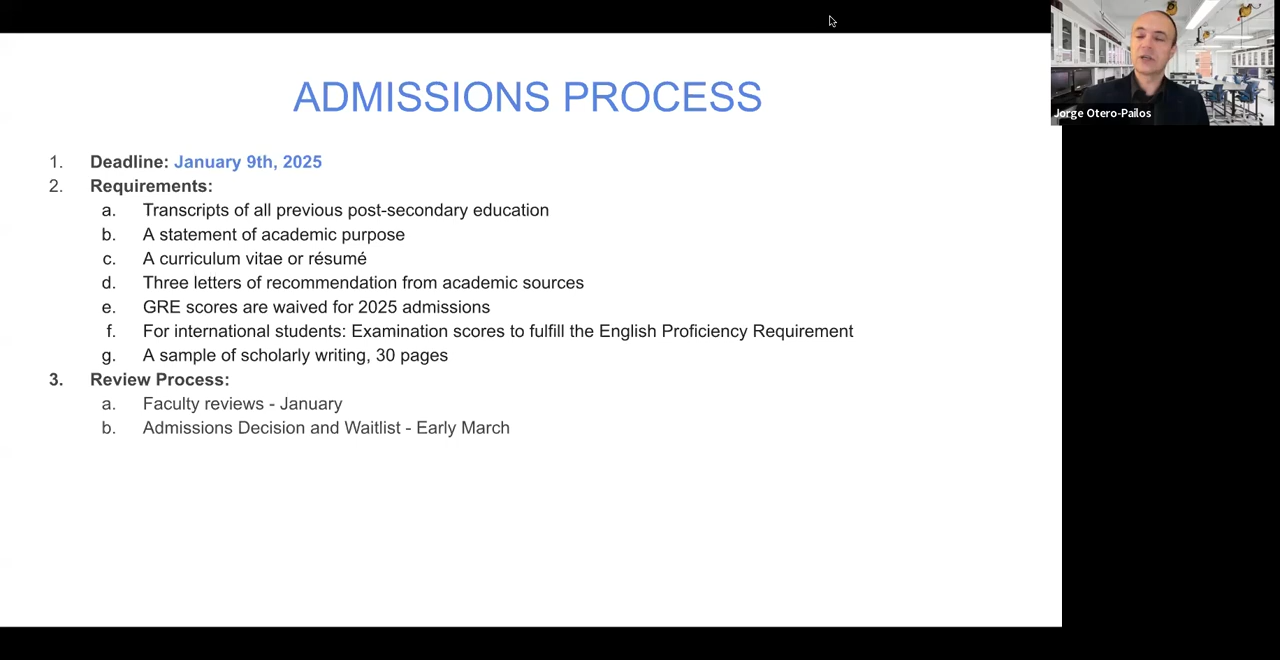 ADMISSIONS PROCESS
Jorge Otero-Pailos
1. Deadline: January 9th, 2025
2. Requirements:
a. Transcripts of all previous post-secondary education
b. A statement of academic purpose
c. A curriculum vitae or résumé
d. Three letters of recommendation from academic sources
e. GRE scores are waived for 2025 admissions
f. For international students: Examination scores to fulfill the English Proficiency Requirement
g. A sample of scholarly writing, 30 pages
3. Review Process:
a. Faculty reviews - January
b. Admissions Decision and Waitlist - Early March